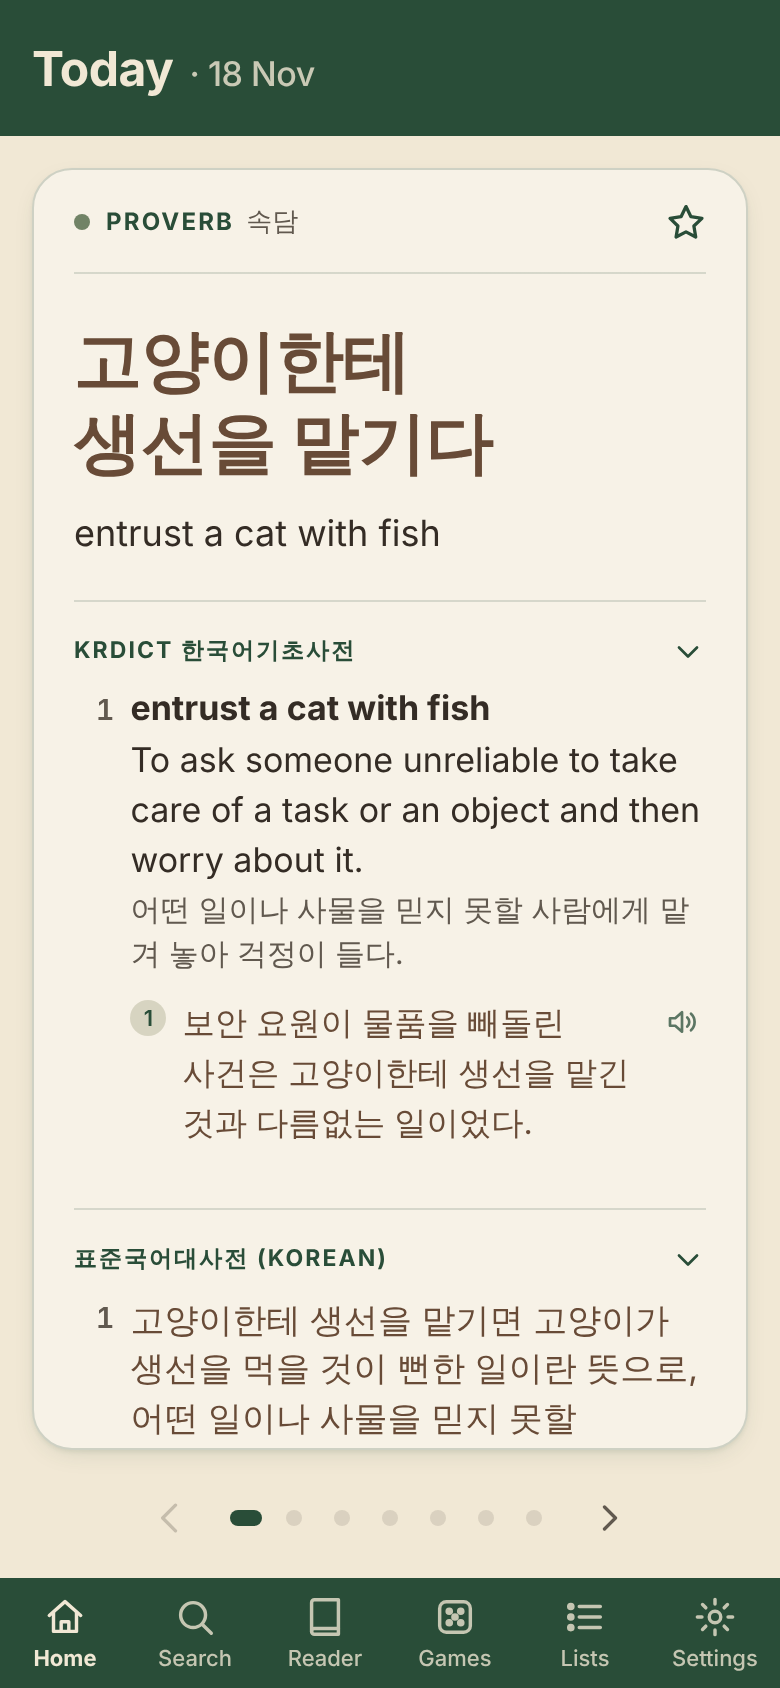 Today · 18 Nov
PROVERB 속담
고양이한테
생선을 맡기다
entrust a cat with fish
KRDICT 한국어기초사전
1 entrust a cat with fish
To ask someone unreliable to take
care of a task or an object and then
worry about it.
어떤 일이나 사물을 믿지 못할 사람에게 맡
겨 놓아 걱정이 들다.
1 보안 요원이 물품을 빼돌린
사건은 고양이한테 생선을 맡긴
것과 다름없는 일이었다.
표준국어대사전 (KOREAN)
1 고양이한테 생선을 맡기면 고양이가
생선을 먹을 것이 뻔한 일이란 뜻으로,
어떤 일이나 사물을 믿지 못할
Home Search Reader Games Lists Settings